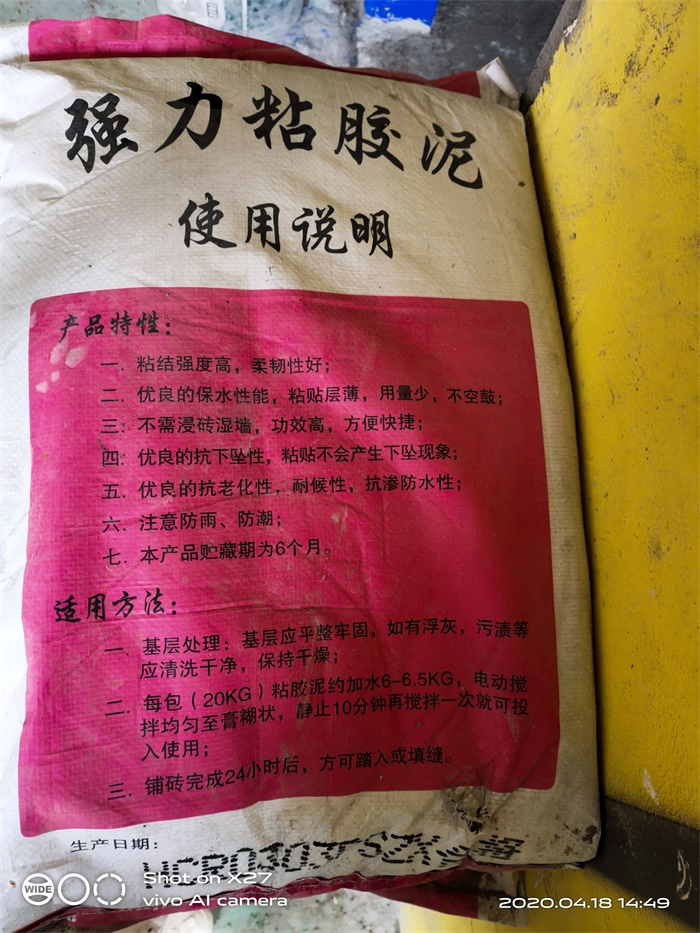 强力粘胶泥
使用说明
产品特性：
一. 粘结强度高，柔韧性好；
二. 优良的保水性能，粘贴层薄，用量少，不空鼓；
三. 不需浸砖湿墙，功效高，方便快捷；
四. 优良的抗下坠性，粘贴不会产生下坠现象；
五. 优良的抗老化性，耐候性，抗渗防水性；
六. 注意防雨、防潮；
七. 本产品贮藏期为6个月。
适用方法：
一. 基层处理：基层应平整牢固，如有浮灰，污渍等
应清洗干净，保持干燥；
二. 每包（20KG）粘胶泥约加水6-6.5KG，电动搅
拌均匀至膏糊状，静止10分钟再搅拌一次就可投
入使用；
三. 铺砖完成24小时后，方可踏入或填缝。
生产日期：
WIDE
Shot on X27
vivo AI camera
2020.04.18 14:49